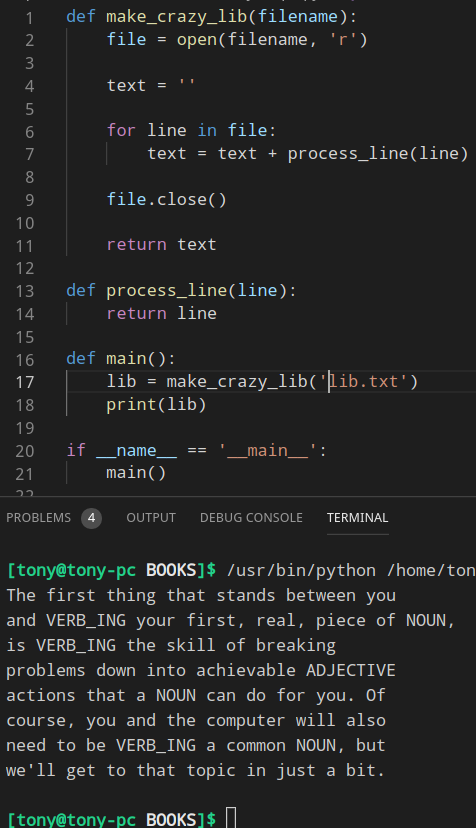 1 def make_crazy_lib(filename):
2 file = open(filename, 'r')
3
4 text = ''
5
6 for line in file:
7 text = text + process_line(line)
8
9 file.close()
10
11 return text
12
13 def process_line(line):
14 return line
15
16 def main():
17 lib = make_crazy_lib('lib.txt')
18 print(lib)
19
20 if __name__ == '__main__':
21 main()
22
PROBLEMS 4 OUTPUT DEBUG CONSOLE TERMINAL
[tony@tony-pc BOOKS]$ /usr/bin/python /home/ton
The first thing that stands between you
and VERB_ING your first, real, piece of NOUN,
is VERB_ING the skill of breaking
problems down into achievable ADJECTIVE
actions that a NOUN can do for you. Of
course, you and the computer will also
need to be VERB_ING a common NOUN, but
we'll get to that topic in just a bit.
[tony@tony-pc BOOKS]$